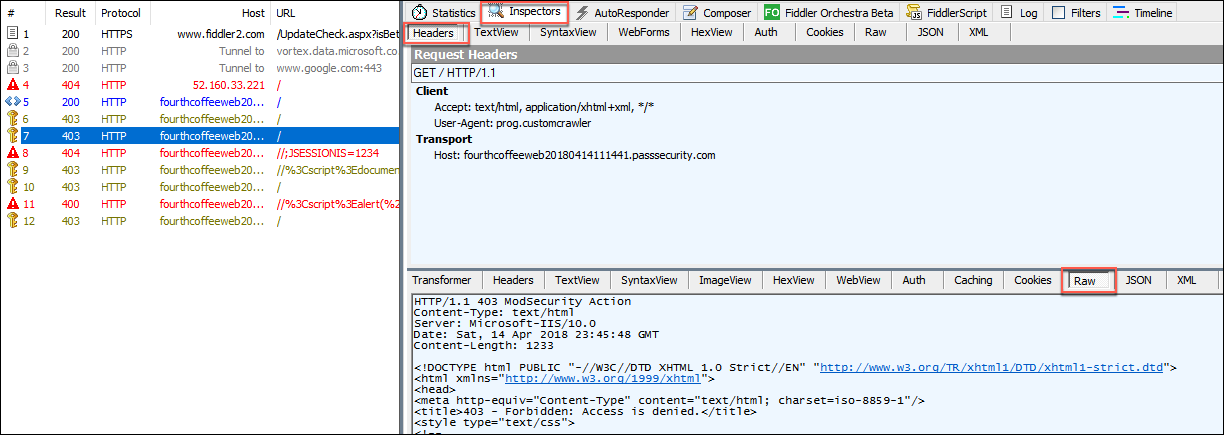 # Result Protocol Host URL
1 200 HTTPS www.fiddler2.com /UpdateCheck.aspx?isBet
2 200 HTTP Tunnel to vortex.data.microsoft.co
3 200 HTTP Tunnel to www.google.com:443
4 404 HTTP 52.160.33.221 /
5 200 HTTP fourthcoffeeweb20... /
6 403 HTTP fourthcoffeeweb20... /
7 403 HTTP fourthcoffeeweb20... /
8 404 HTTP fourthcoffeeweb20... //;JSESSIONIS=1234
9 403 HTTP fourthcoffeeweb20... //%3Cscript%3Edocumen
10 403 HTTP fourthcoffeeweb20... /
11 400 HTTP fourthcoffeeweb20... //%3Cscript%3Ealert(%2
12 403 HTTP fourthcoffeeweb20... /
Statistics Inspectors AutoResponder Composer FO Fiddler Orchestra Beta JS FiddlerScript Log Filters Timeline
Headers TextView SyntaxView WebForms HexView Auth Cookies Raw JSON XML
Request Headers
GET / HTTP/1.1
Client
Accept: text/html, application/xhtml+xml, */*
User-Agent: prog.customcrawler
Transport
Host: fourthcoffeeweb20180414111441.passsecurity.com
Transformer Headers TextView SyntaxView ImageView HexView WebView Auth Caching Cookies Raw JSON XML
HTTP/1.1 403 ModSecurity Action
Content-Type: text/html
Server: Microsoft-IIS/10.0
Date: Sat, 14 Apr 2018 23:45:48 GMT
Content-Length: 1233
<!DOCTYPE html PUBLIC "-//W3C//DTD XHTML 1.0 Strict//EN" "http://www.w3.org/TR/xhtml1/DTD/xhtml1-strict.dtd">
<html xmlns="http://www.w3.org/1999/xhtml">
<head>
<meta http-equiv="Content-Type" content="text/html; charset=iso-8859-1"/>
<title>403 - Forbidden: Access is denied.</title>
<style type="text/css">
<!--